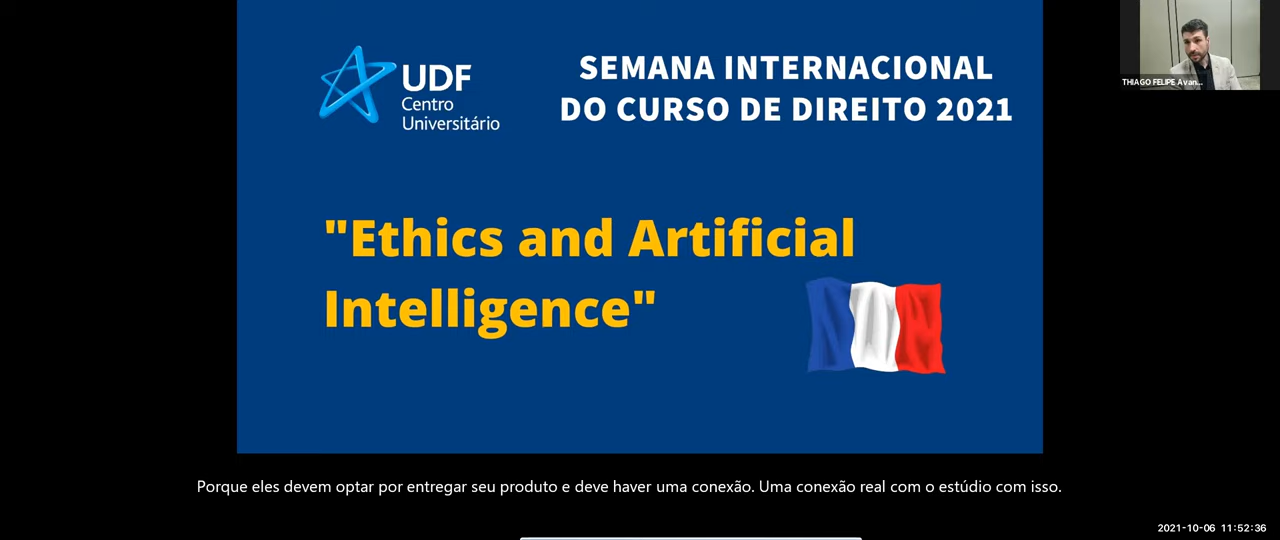 UDF
Centro
Universitário
SEMANA INTERNACIONAL
DO CURSO DE DIREITO 2021
"Ethics and Artificial
Intelligence"
THIAGO FELIPE Avan...
Porque eles devem optar por entregar seu produto e deve haver uma conexão. Uma conexão real com o estúdio com isso.
2021-10-06 11:52:36